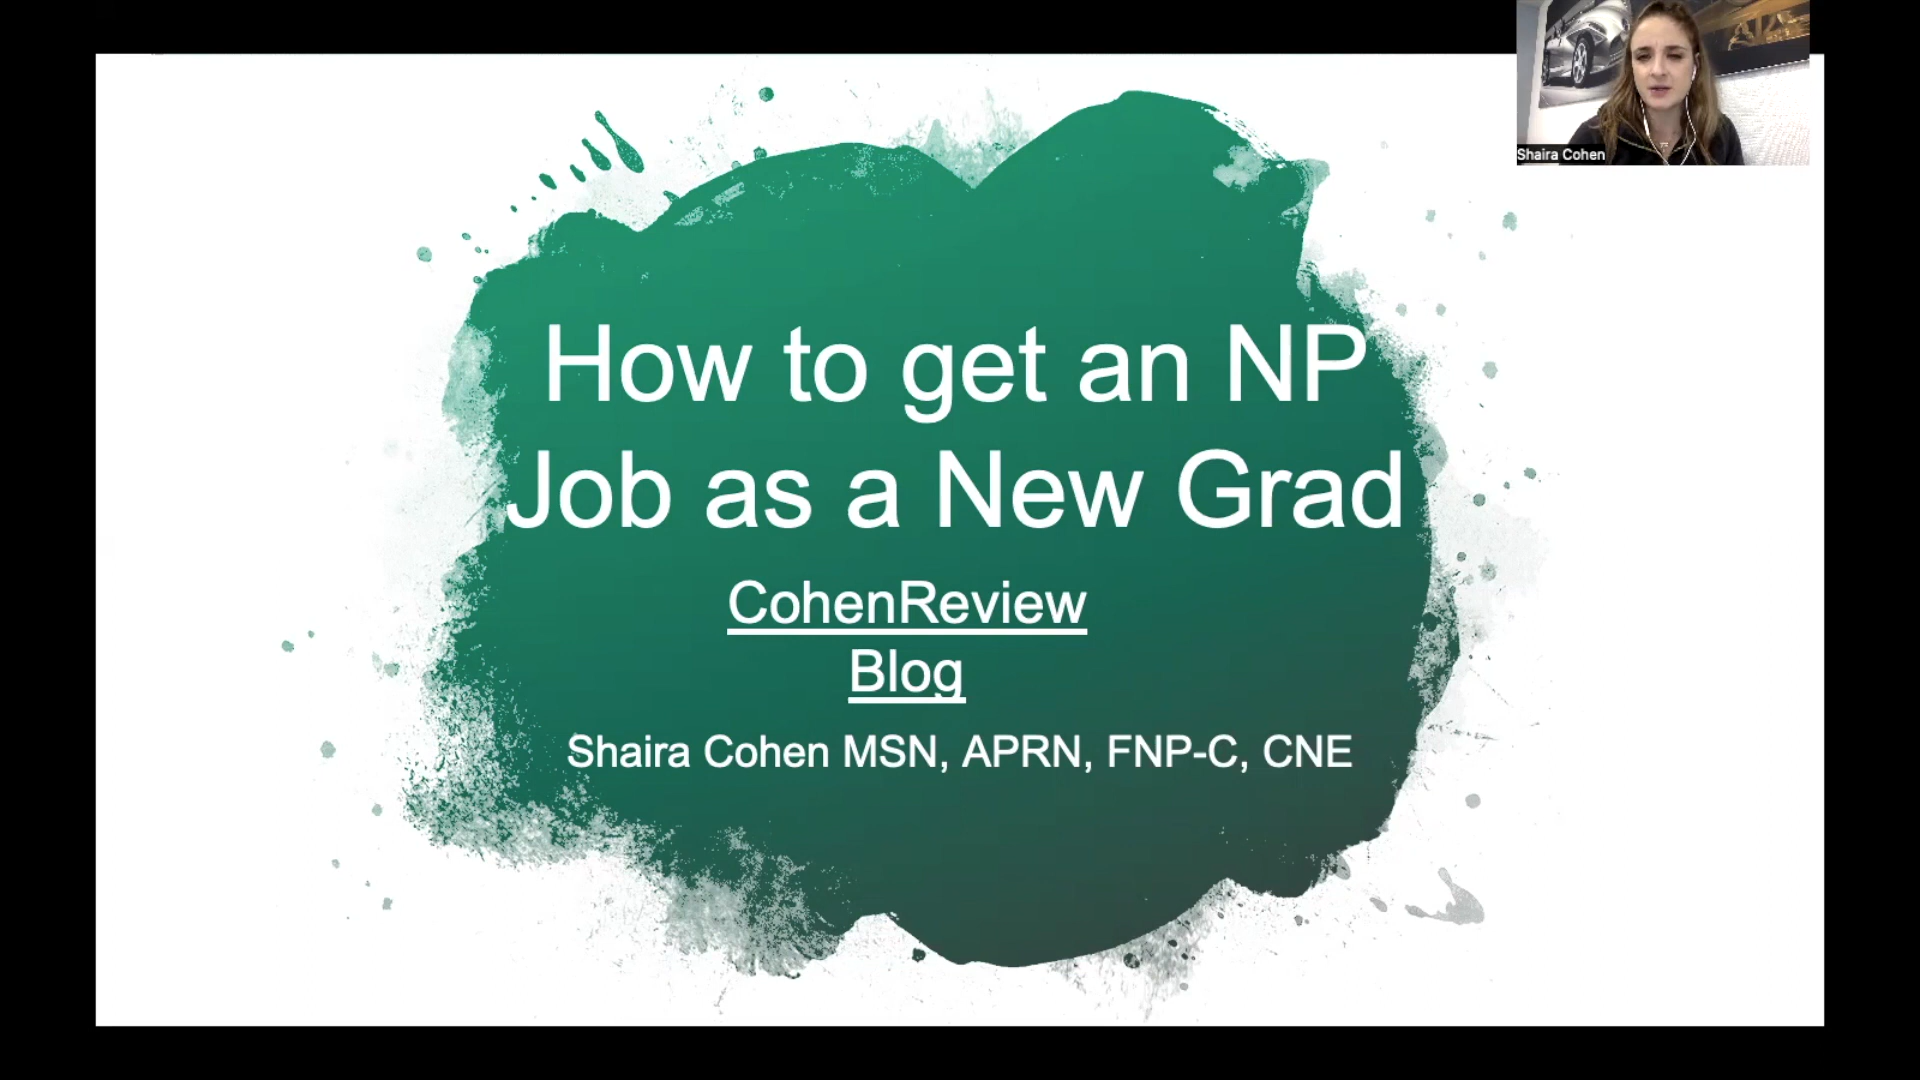 Shaira Cohen
How to get an NP
Job as a New Grad
CohenReview
Blog
Shaira Cohen MSN, APRN, FNP-C, CNE